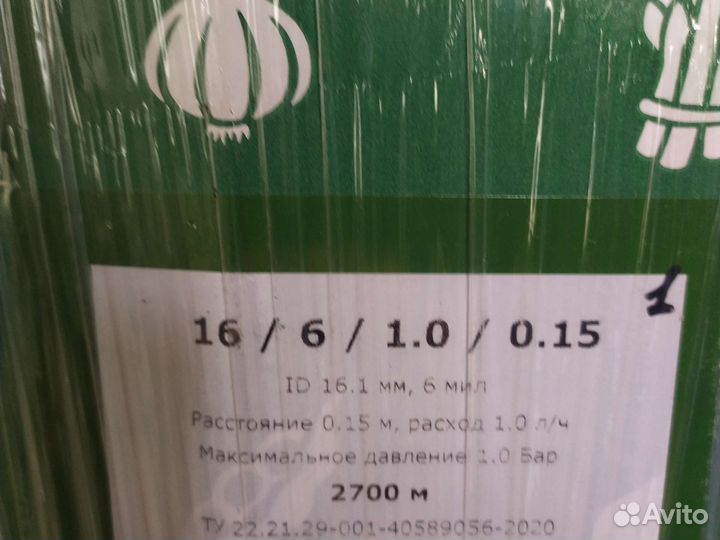 1
16 / 6 / 1.0 / 0.15
ID 16.1 мм, 6 мил
Расстояние 0.15 м, расход 1.0 л/ч
Максимальное давление 1.0 Бар
2700 м
ТУ 22.21.29-001-40589056-2020
Avito